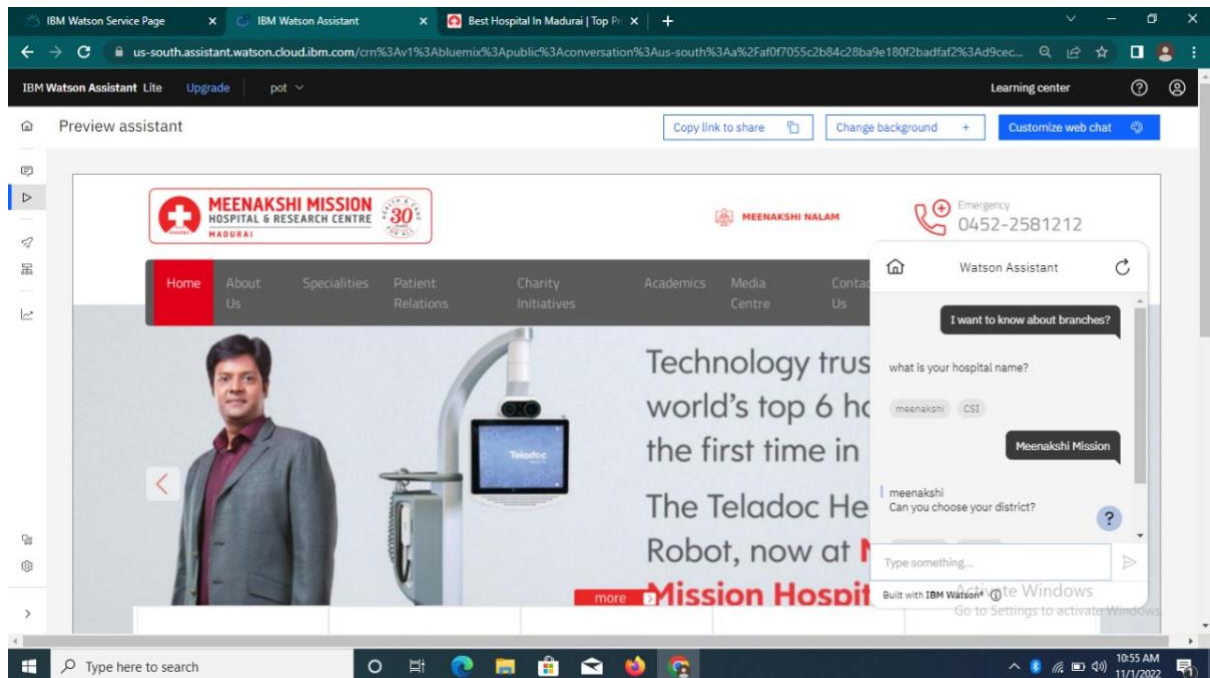 IBM Watson Service Page
IBM Watson Assistant
Best Hospital In Madurai | Top Pri
us-south.assistant.watson.cloud.ibm.com/crn%3Av1%3Abluemix%3Apublic%3Aconversation%3Aus-south%3Aa%2Faf0f7055c2b84c28ba9e180f2badfaf2%3Ad9cec...
IBM Watson Assistant Lite Upgrade pot Learning center
Preview assistant
Copy link to share
Change background +
Customize web chat
MEENAKSHI MISSION
HOSPITAL & RESEARCH CENTRE
MADURAI
30
MEENAKSHI NALAM
Emergency
0452-2581212
Home
About Us
Specialities
Patient Relations
Charity Initiatives
Academics
Media Centre
Contac
Us
Technology trus
world's top 6 ho
the first time in
The Teladoc He
Robot, now at
Mission Hospit
Teladoc
more
Watson Assistant
I want to know about branches?
what is your hospital name?
meenakshi CSI
Meenakshi Mission
meenakshi
Can you choose your district?
?
Type something...
Built with IBM Watson®
Activate Windows
Go to Settings to activate Windows.
Type here to search
10:55 AM
11/1/2022